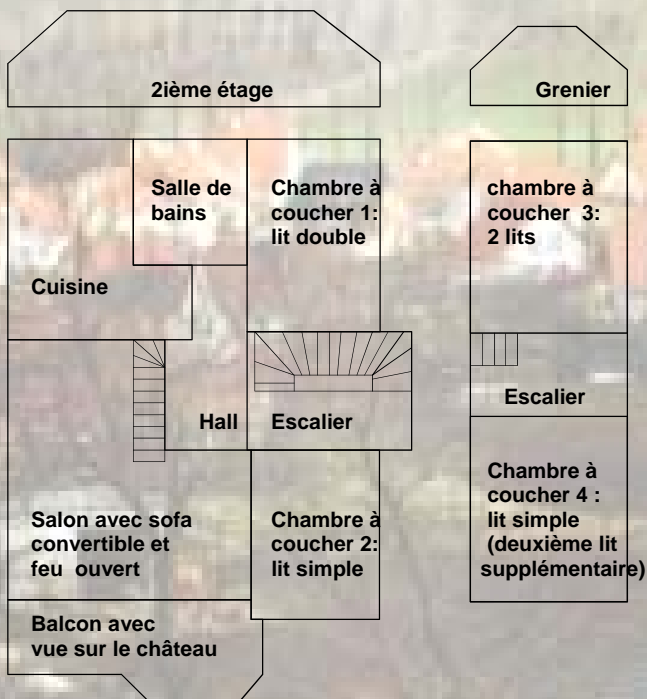 2ième étage
Grenier
Salle de
bains
Chambre à
coucher 1:
lit double
chambre à
coucher 3:
2 lits
Cuisine
Hall
Escalier
Escalier
Salon avec sofa
convertible et
feu ouvert
Chambre à
coucher 2:
lit simple
Chambre à
coucher 4 :
lit simple
(deuxième lit
supplémentaire)
Balcon avec
vue sur le château